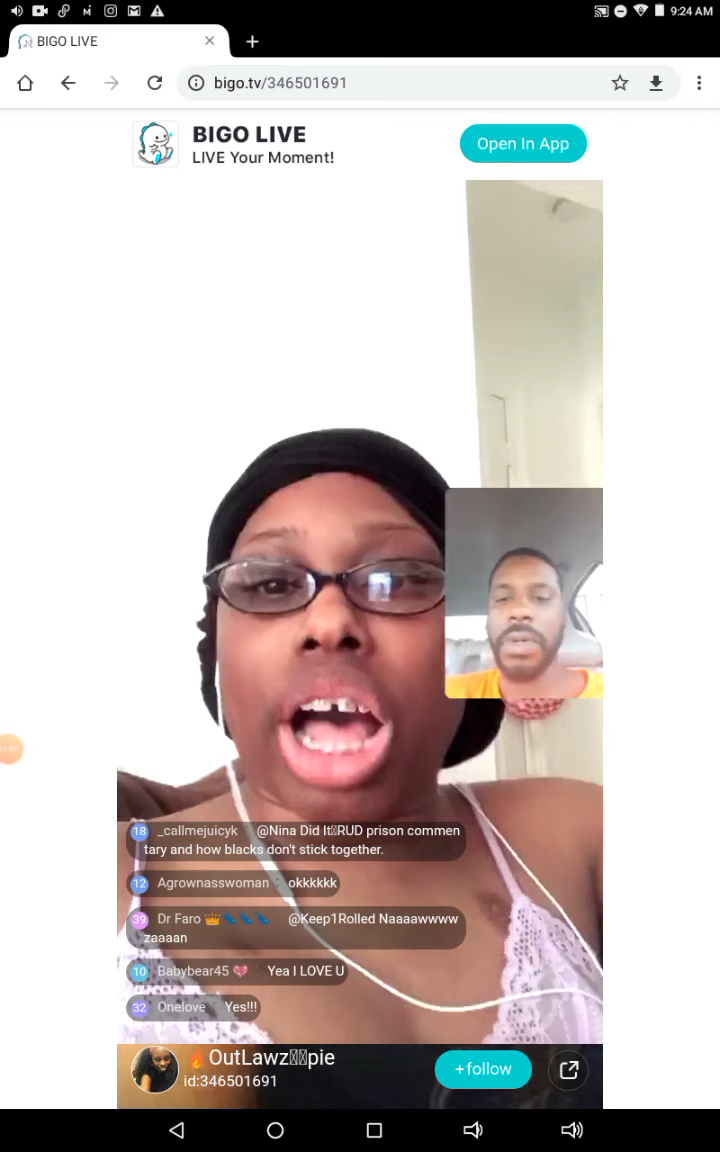 9:24 AM
BIGO LIVE
bigo.tv/346501691
BIGO LIVE
LIVE Your Moment!
Open In App
18 _callmejuicyk @Nina Did It RUD prison commen
tary and how blacks don't stick together.
12 Agrownasswoman okkkkkk
39 Dr Faro @Keep1Rolled Naaaawwww
zaaaan
10 Babybear45 Yea I LOVE U
32 Onelove Yes!!!
OutLawz pie
id:346501691
+follow